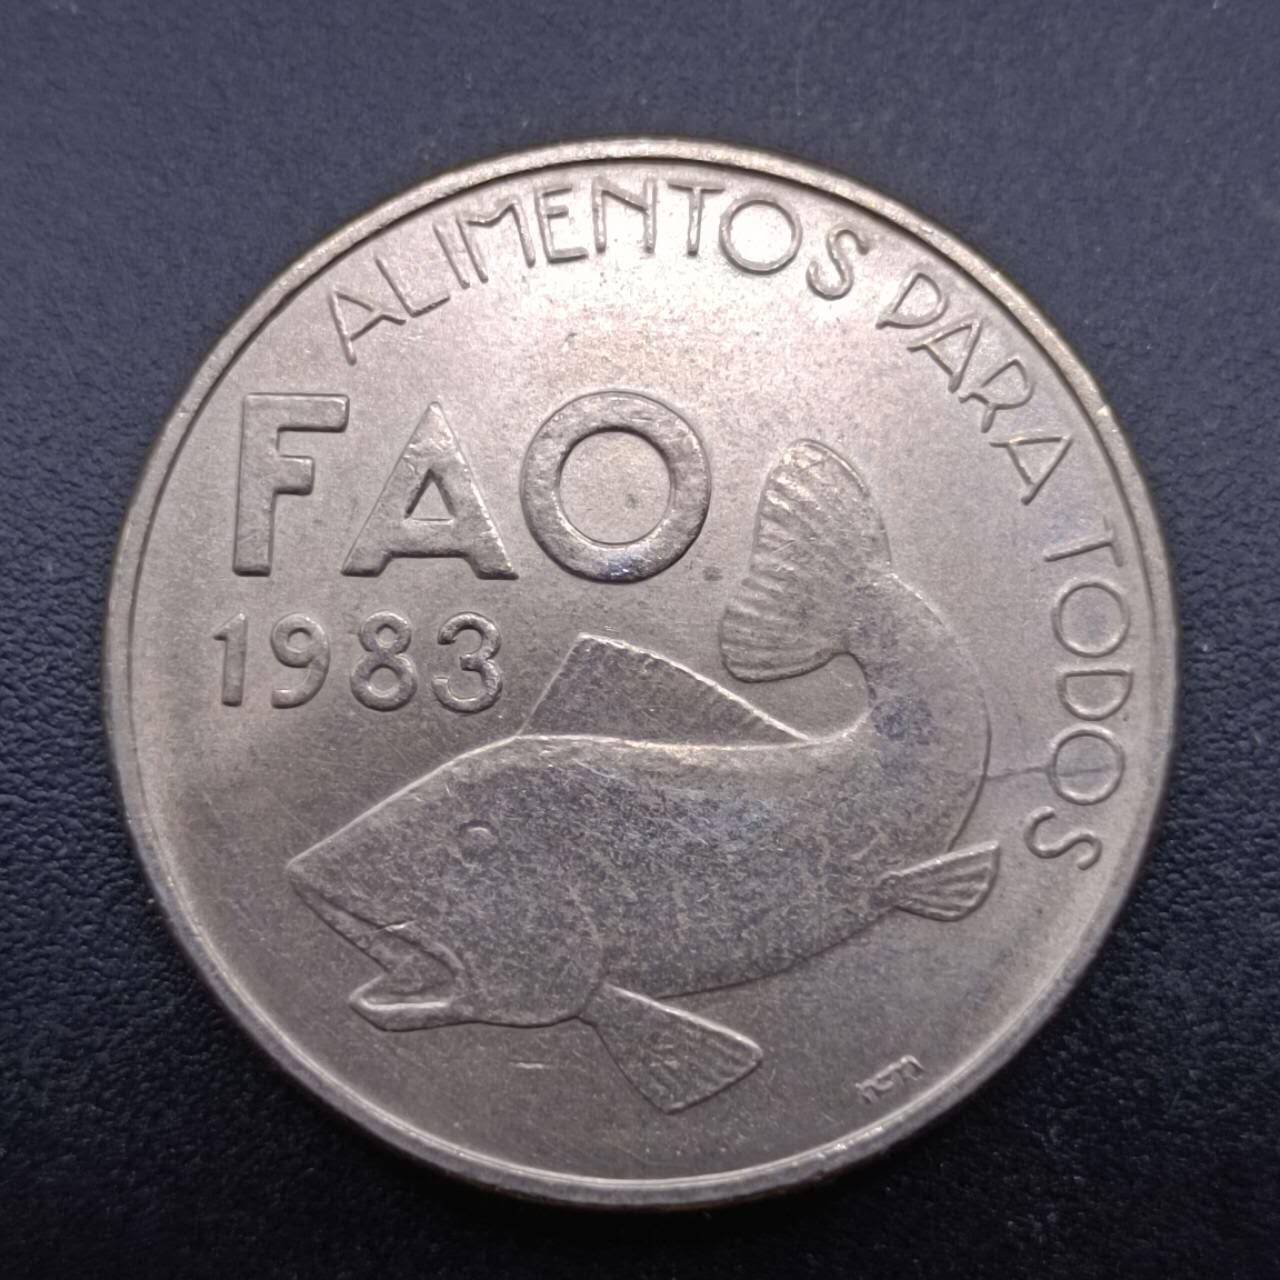 ALIMENTOS PARA TODOS
FAO
1983